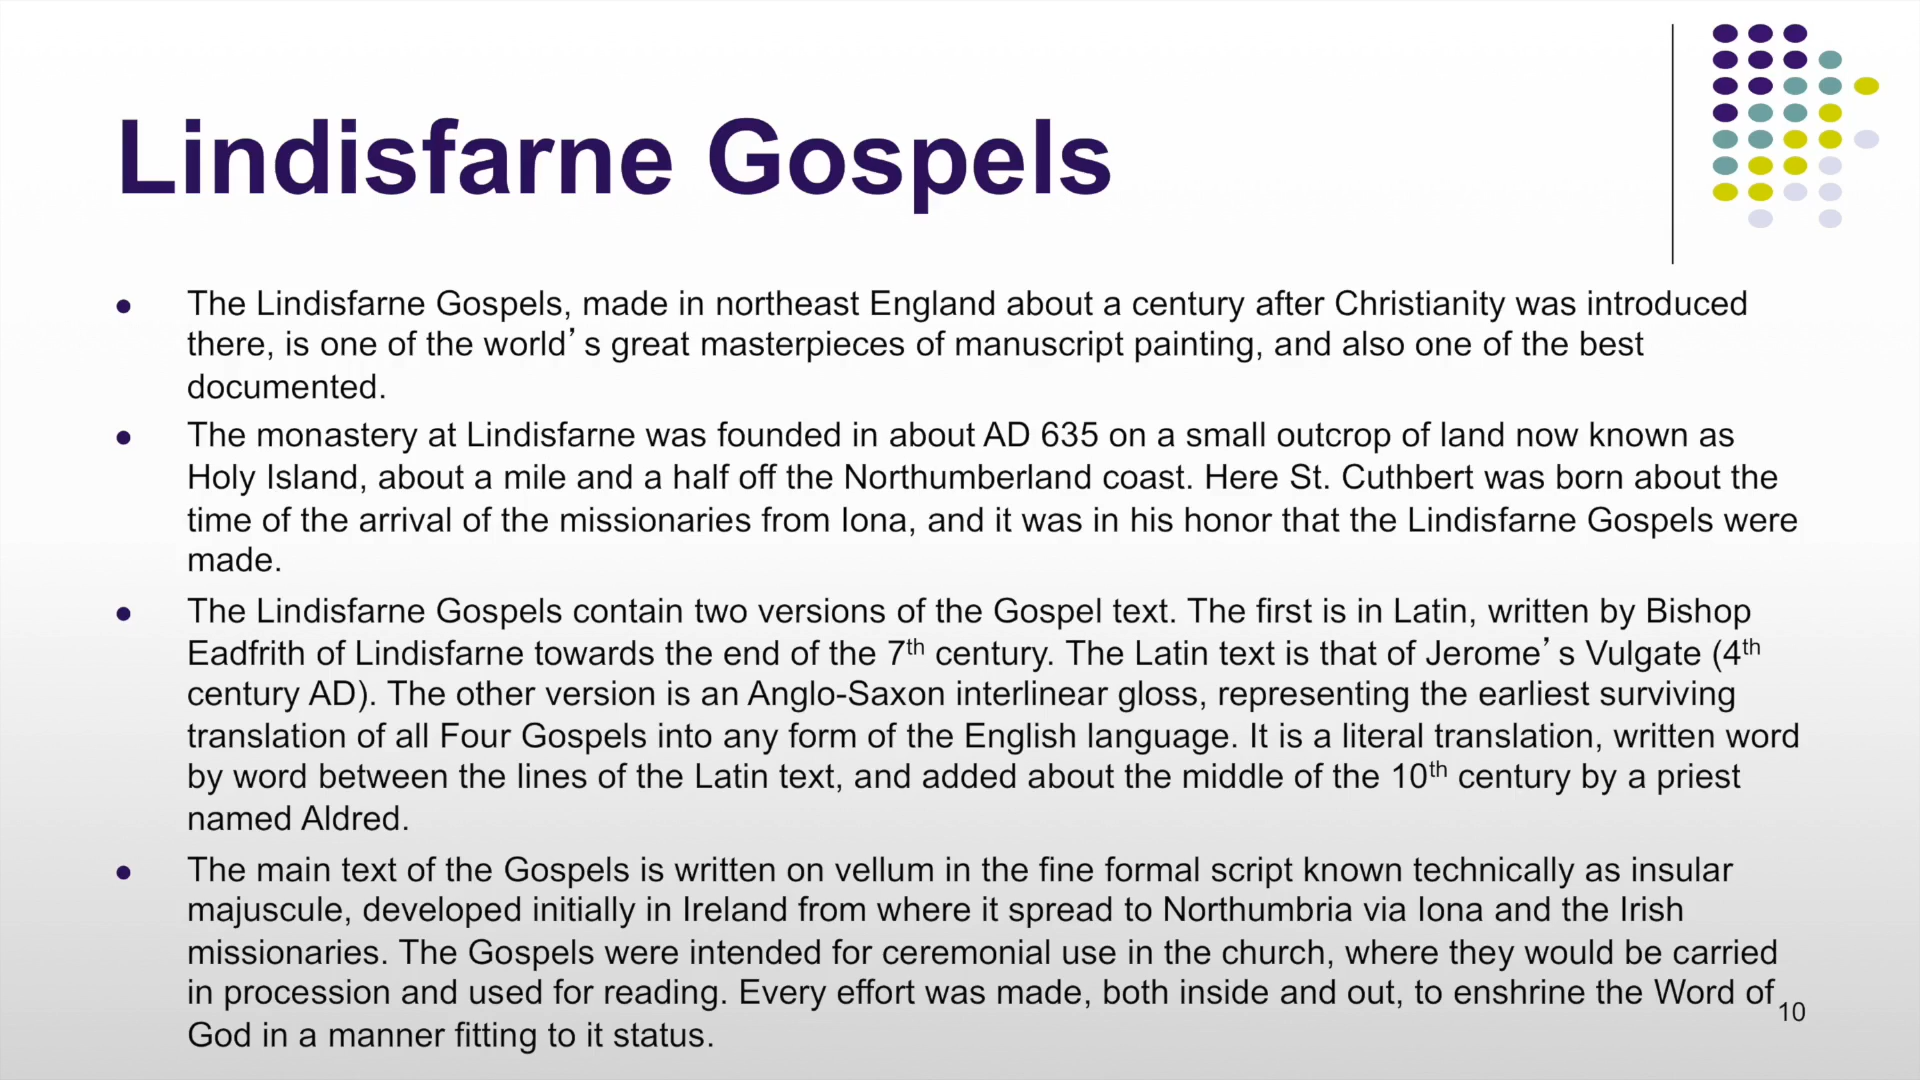 Lindisfarne Gospels
● The Lindisfarne Gospels, made in northeast England about a century after Christianity was introduced
there, is one of the world’s great masterpieces of manuscript painting, and also one of the best
documented.
● The monastery at Lindisfarne was founded in about AD 635 on a small outcrop of land now known as
Holy Island, about a mile and a half off the Northumberland coast. Here St. Cuthbert was born about the
time of the arrival of the missionaries from Iona, and it was in his honor that the Lindisfarne Gospels were
made.
● The Lindisfarne Gospels contain two versions of the Gospel text. The first is in Latin, written by Bishop
Eadfrith of Lindisfarne towards the end of the 7th century. The Latin text is that of Jerome’s Vulgate (4th
century AD). The other version is an Anglo-Saxon interlinear gloss, representing the earliest surviving
translation of all Four Gospels into any form of the English language. It is a literal translation, written word
by word between the lines of the Latin text, and added about the middle of the 10th century by a priest
named Aldred.
● The main text of the Gospels is written on vellum in the fine formal script known technically as insular
majuscule, developed initially in Ireland from where it spread to Northumbria via Iona and the Irish
missionaries. The Gospels were intended for ceremonial use in the church, where they would be carried
in procession and used for reading. Every effort was made, both inside and out, to enshrine the Word of
God in a manner fitting to it status.
10